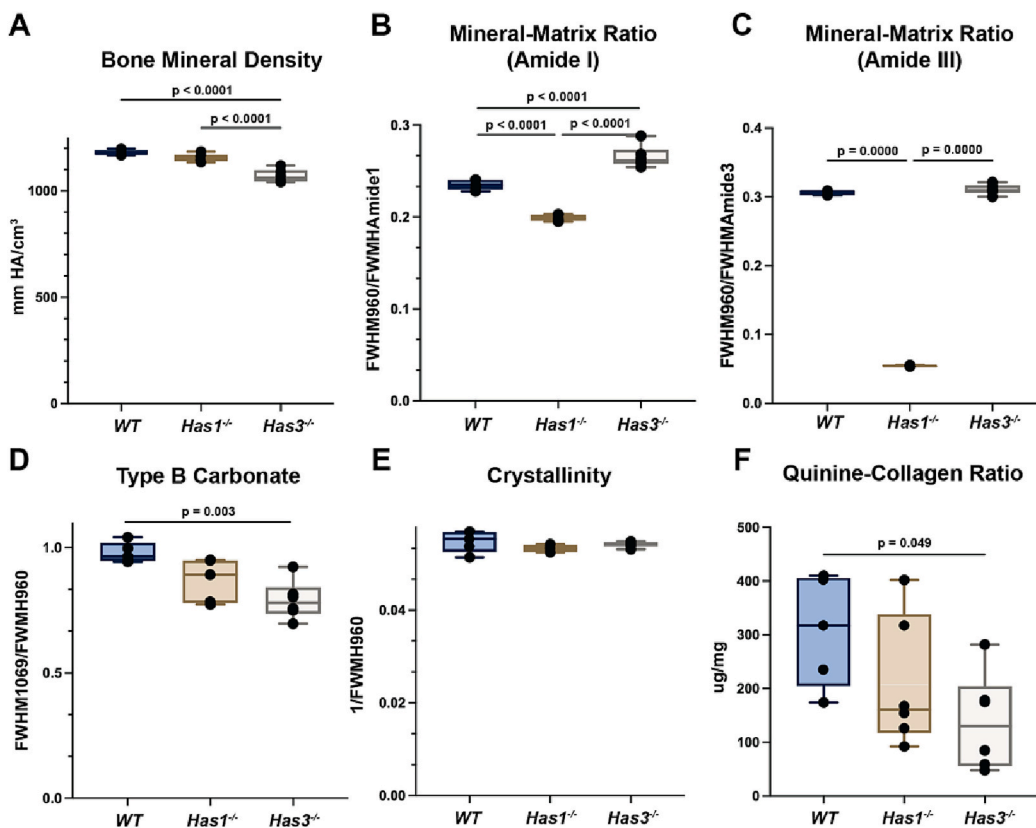 A
Bone Mineral Density
p < 0.0001
p < 0.0001
mm HA/cm³
1000
500
0
WT
Has1⁻/⁻
Has3⁻/⁻
B
Mineral-Matrix Ratio
(Amide I)
p < 0.0001
p < 0.0001
p < 0.0001
FWHM960/FWMHAmide1
0.3
0.2
0.1
0.0
WT
Has1⁻/⁻
Has3⁻/⁻
C
Mineral-Matrix Ratio
(Amide III)
p = 0.0000
p = 0.0000
FWHM960/FWHMAmide3
0.4
0.3
0.2
0.1
0.0
WT
Has1⁻/⁻
Has3⁻/⁻
D
Type B Carbonate
p = 0.003
FWHM1069/FWMH960
1.0
0.5
0.0
WT
Has1⁻/⁻
Has3⁻/⁻
E
Crystallinity
1/FWMH960
0.04
0.02
0.00
WT
Has1⁻/⁻
Has3⁻/⁻
F
Quinine-Collagen Ratio
p = 0.049
ug/mg
500
400
300
200
100
0
WT
Has1⁻/⁻
Has3⁻/⁻